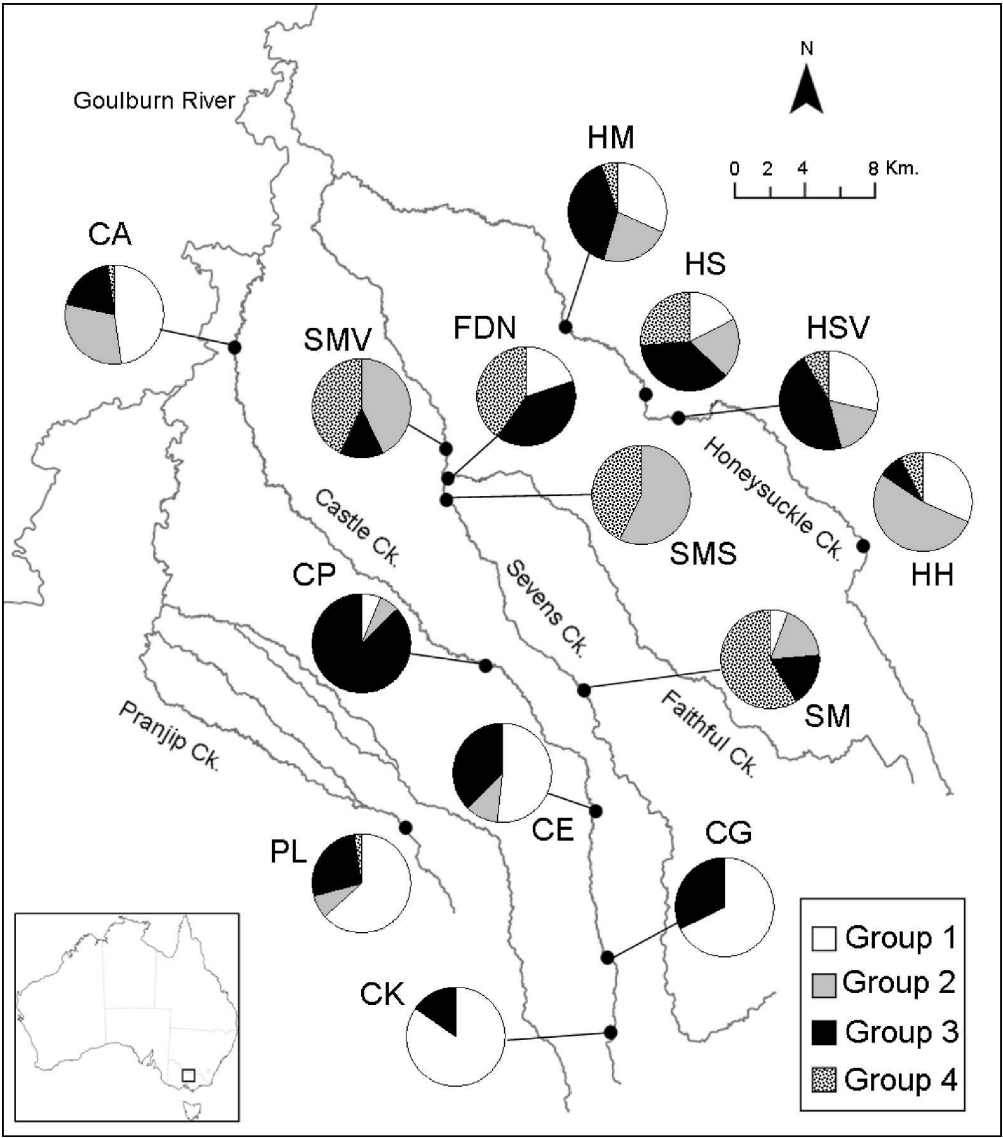 Goulburn River
N
0 2 4 8 Km.
HM
CA
HS
SMV
FDN
HSV
Honeysuckle Ck.
Castle Ck.
SMS
HH
CP
Sevens Ck.
SM
Pranjip Ck.
Faithful Ck.
CE
CG
PL
CK
Group 1
Group 2
Group 3
Group 4